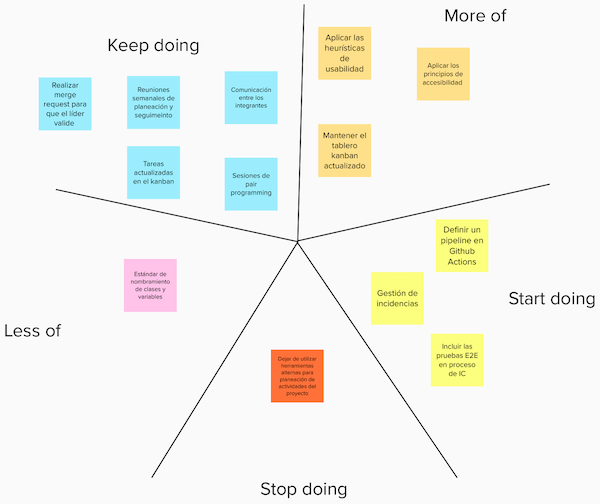 Keep doing
Realizar
merge
request para
que el líder
valide
Reuniones
semanales de
planeación y
seguimeinto
Comunicación
entre los
integrantes
Tareas
actualizadas
en el kanban
Sesiones de
pair
programming
More of
Aplicar las
heurísticas
de
usabilidad
Aplicar los
principios de
accesibilidad
Mantener el
tablero
kanban
actualizado
Start doing
Definir un
pipeline en
Github
Actions
Gestión de
incidencias
Incluir las
pruebas E2E
en proceso
de IC
Less of
Estándar de
nombramiento
de clases y
variables
Stop doing
Dejar de utilizar
herramientas
alternas para
planeación de
actividades del
proyecto